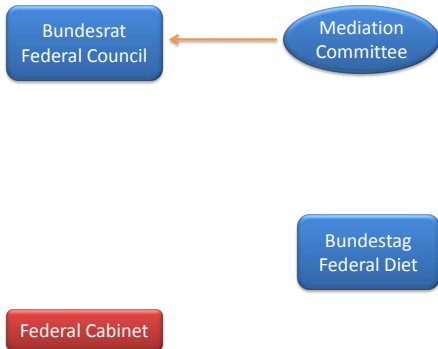 Bundesrat
Federal Council
Mediation
Committee
Bundestag
Federal Diet
Federal Cabinet